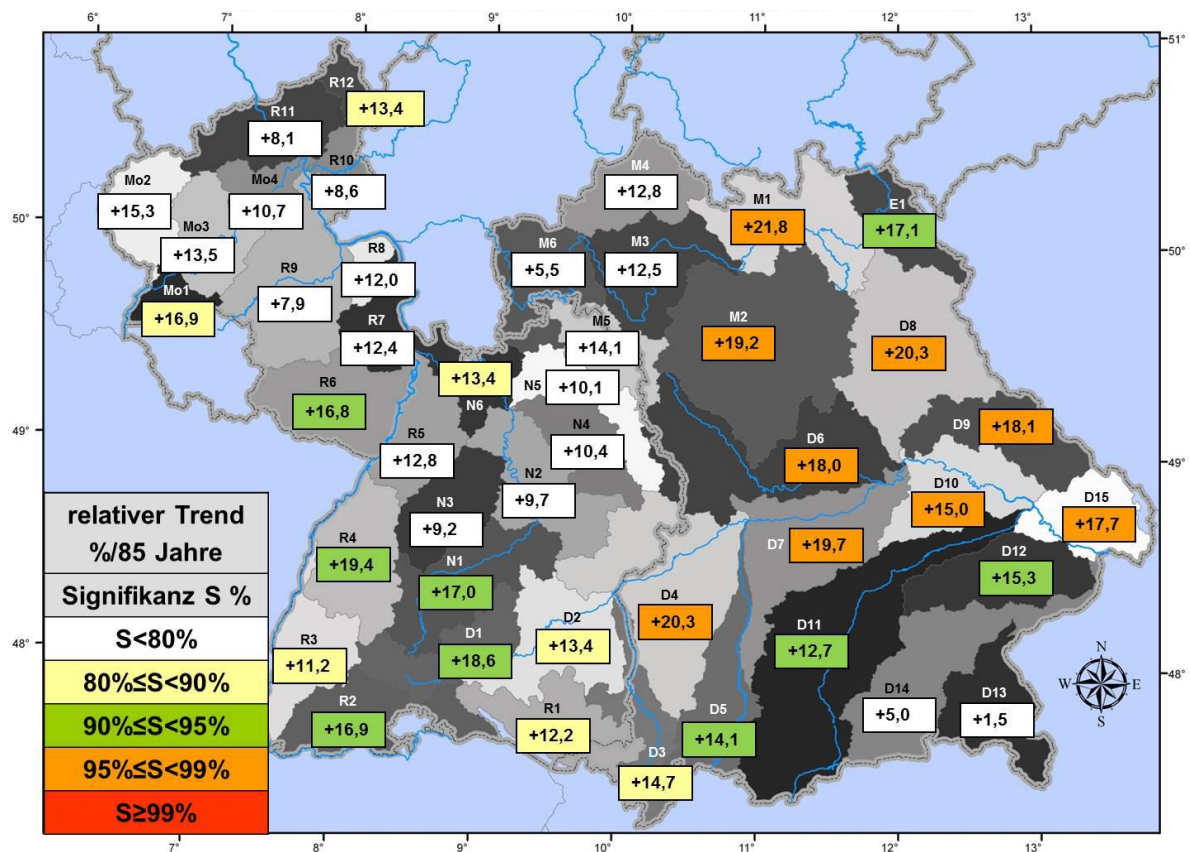 6° 7° 8° 9° 10° 11° 12° 13°
51°
R12
+13,4
R11
+8,1
R10
+8,6
Mo2
+15,3
Mo4
+10,7
Mo3
+13,5
50°
R8
+12,0
R9
+7,9
Mo1
+16,9
R7
+12,4
M4
+12,8
M1
+21,8
E1
+17,1
50°
M6
+5,5
M3
+12,5
M5
+14,1
M2
+19,2
D8
+20,3
+13,4
N6
N5
+10,1
R6
+16,8
49°
N4
+10,4
R5
+12,8
D9
+18,1
D6
+18,0
49°
N2
+9,7
N3
+9,2
D10
+15,0
D15
+17,7
R4
+19,4
D7
+19,7
D12
+15,3
N1
+17,0
D4
+20,3
D2
+13,4
D1
+18,6
D11
+12,7
48°
R3
+11,2
48°
R2
+16,9
R1
+12,2
D5
+14,1
D3
+14,7
D14
+5,0
D13
+1,5
N
W E
S
relativer Trend
%/85 Jahre
Signifikanz S %
S<80%
80%≤S<90%
90%≤S<95%
95%≤S<99%
S≥99%
7° 8° 9° 10° 11° 12° 13°